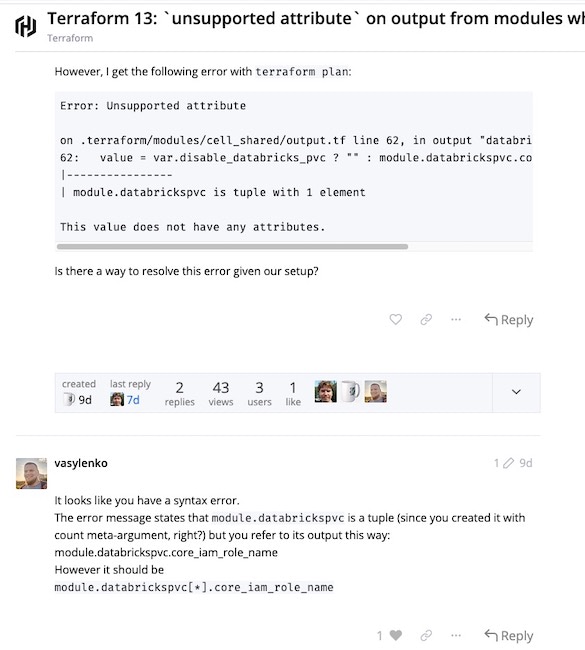 Terraform 13: `unsupported attribute` on output from modules wh
Terraform
However, I get the following error with terraform plan:
Error: Unsupported attribute
on .terraform/modules/cell_shared/output.tf line 62, in output "databri
62:   value = var.disable_databricks_pvc ? "" : module.databrickspvc.co
|----------------
| module.databrickspvc is tuple with 1 element
This value does not have any attributes.
Is there a way to resolve this error given our setup?
Reply
created last reply 2 43 3 1
9d 7d replies views users like
vasylenko 1 9d
It looks like you have a syntax error.
The error message states that module.databrickspvc is a tuple (since you created it with
count meta-argument, right?) but you refer to its output this way:
module.databrickspvc.core_iam_role_name
However it should be
module.databrickspvc[*].core_iam_role_name
1 Reply